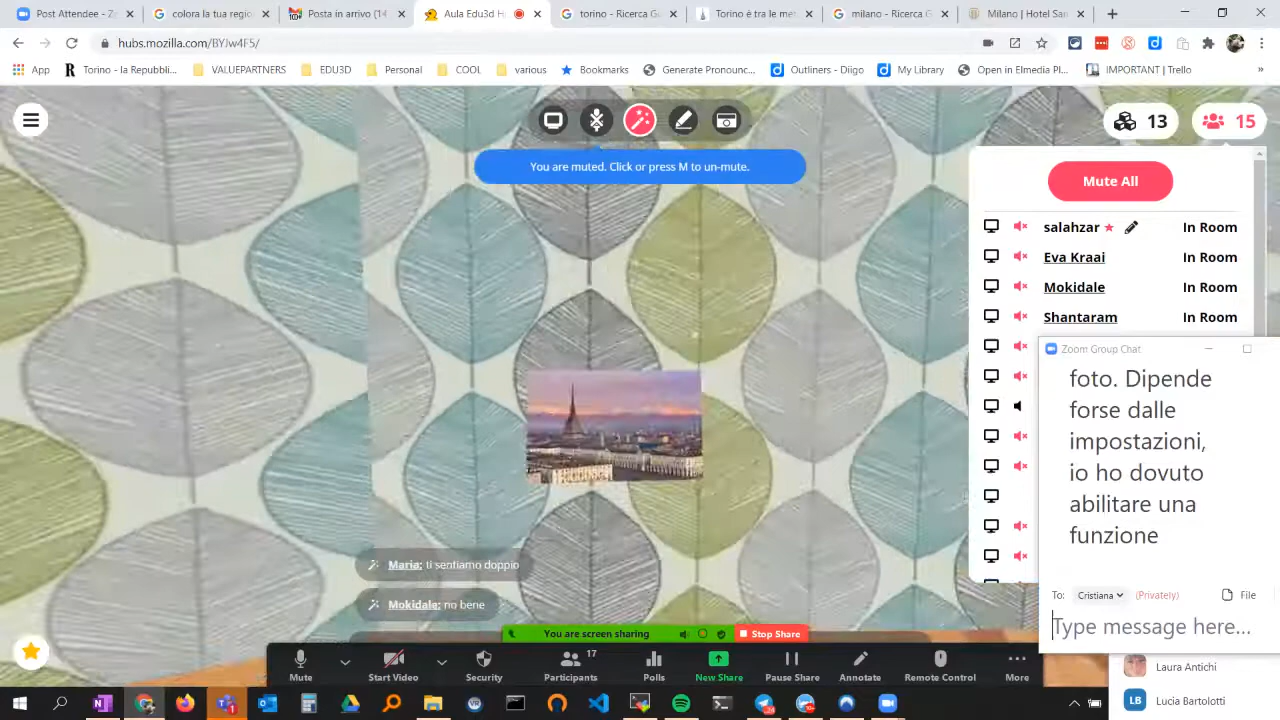 Post Attende
colora la tua regio
Posta in arrivo (14
Aula Edu3d H
torino - Ricerca G
Torino è tra le met
milano - Ricerca G
Milano | Hotel San
hubs.mozilla.com/BYJw4F5/
App
Torino - la Repubbli...
VALUEPARTNERS
EDU3D
Personal
COOL
various
Bookmarks
Generate Pronounc...
Outliners - Diigo
My Library
Open in Elmedia Pl...
IMPORTANT | Trello
»
13
15
You are muted. Click or press M to un-mute.
Mute All
salahzar
In Room
Eva Kraai
In Room
Mokidale
In Room
Shantaram
In Room
Zoom Group Chat
foto. Dipende
forse dalle
impostazioni,
io ho dovuto
abilitare una
funzione
To: Cristiana (Privately)
File
Type message here...
Maria: ti sentiamo doppio
Mokidale: no bene
You are screen sharing
Stop Share
17
Mute
Start Video
Security
Participants
Polls
New Share
Pause Share
Annotate
Remote Control
More
Laura Antichi
LB
Lucia Bartolotti